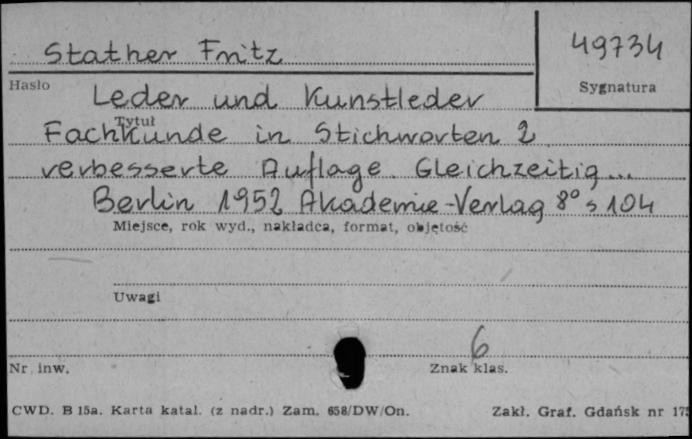 Stather Fritz
49734
Hasło
Sygnatura
Leder und Kunstleder
Tytuł
Fachkunde in Stichworten 2
verbesserte Auflage. Gleichzeitig...
Berlin 1952 Akademie-Verlag 8° s 104
Miejsce, rok wyd., nakładca, format, objętość
Uwagi
6
Nr inw.
Znak klas.
CWD. B 15a. Karta katal. (z nadr.) Zam. 658/DW/On.
Zakł. Graf. Gdańsk nr